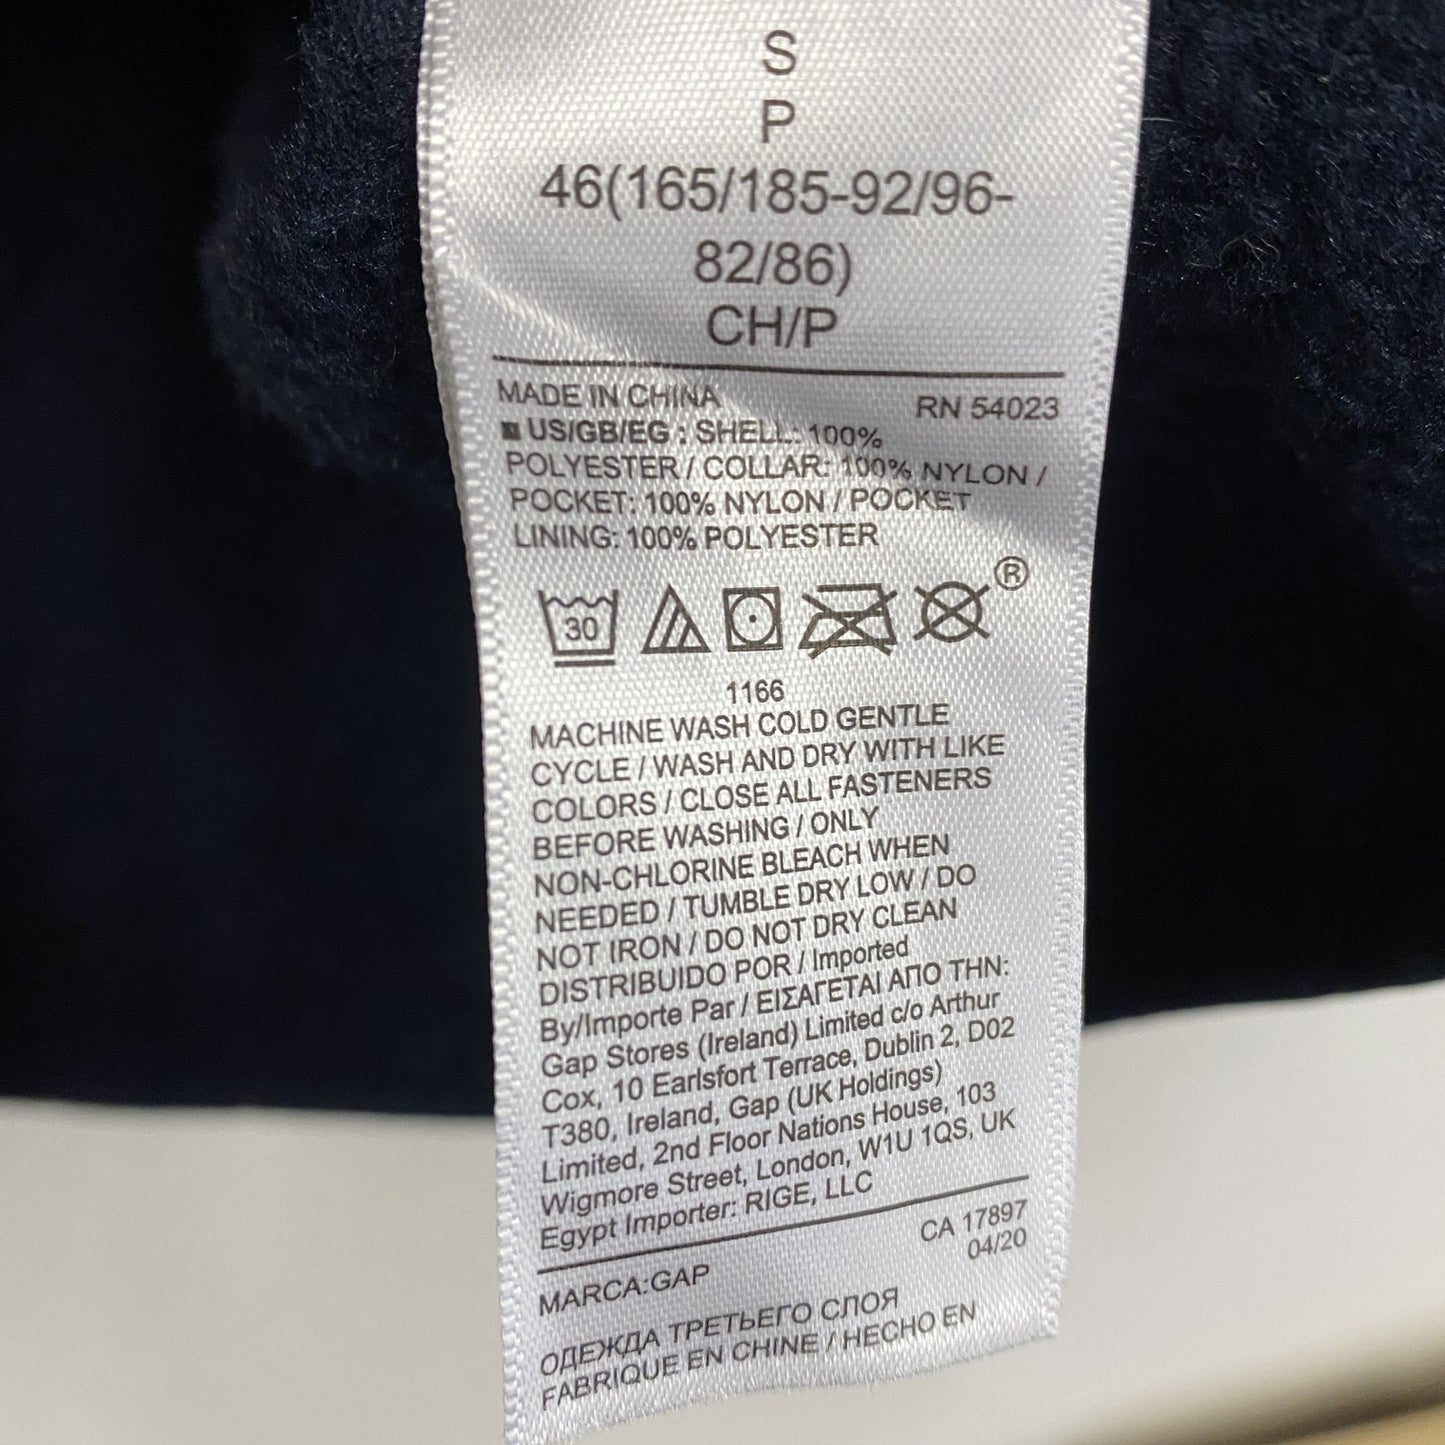 S
P
46(165/185-92/96-
82/86)
CH/P
MADE IN CHINA
RN 54023
US/GB/EG : SHELL: 100%
POLYESTER / COLLAR: 100% NYLON /
POCKET: 100% NYLON / POCKET
LINING: 100% POLYESTER
30
®
1166
MACHINE WASH COLD GENTLE
CYCLE / WASH AND DRY WITH LIKE
COLORS / CLOSE ALL FASTENERS
BEFORE WASHING / ONLY
NON-CHLORINE BLEACH WHEN
NEEDED / TUMBLE DRY LOW / DO
NOT IRON / DO NOT DRY CLEAN
DISTRIBUIDO POR / Imported
By/Importe Par / ΕΙΣΑΓΕΤΑΙ ΑΠΟ ΤΗΝ:
Gap Stores (Ireland) Limited c/o Arthur
Cox, 10 Earlsfort Terrace, Dublin 2, D02
T380, Ireland, Gap (UK Holdings)
Limited, 2nd Floor Nations House, 103
Wigmore Street, London, W1U 1QS, UK
Egypt Importer: RIGE, LLC
CA 17897
04/20
MARCA:GAP
ОДЕЖДА ТРЕТЬЕГО СЛОЯ
FABRIQUE EN CHINE / HECHO EN